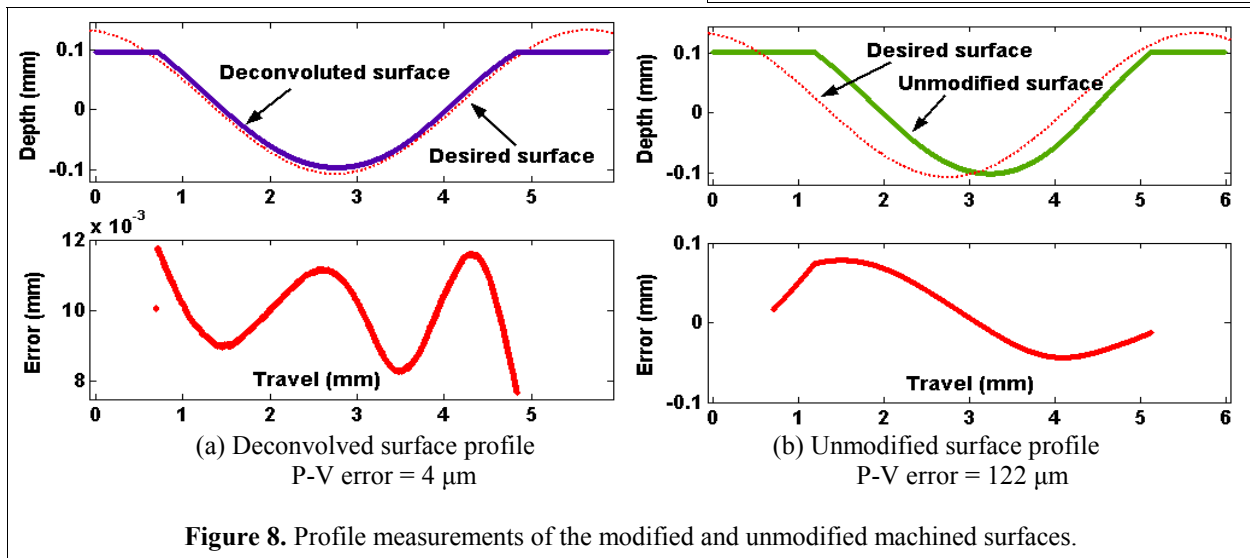 Depth (mm)
0.1
0
-0.1
Deconvoluted surface
Desired surface
0 1 2 3 4 5
x 10⁻³
Error (mm)
12
10
8
Travel (mm)
0 1 2 3 4 5
(a) Deconvolved surface profile
P-V error = 4 μm
Depth (mm)
0.1
0
-0.1
Desired surface
Unmodified surface
0 1 2 3 4 5 6
Error (mm)
0.1
0
-0.1
Travel (mm)
0 1 2 3 4 5 6
(b) Unmodified surface profile
P-V error = 122 μm
Figure 8. Profile measurements of the modified and unmodified machined surfaces.